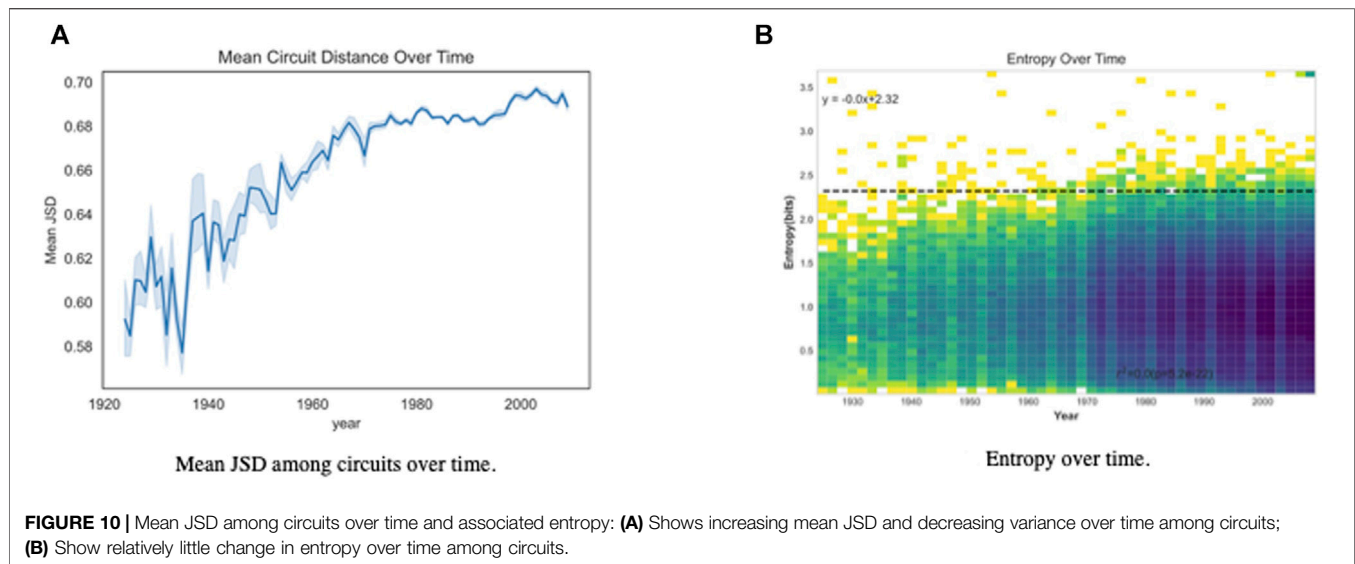 A
Mean Circuit Distance Over Time
0.70
0.68
0.66
0.64
0.62
0.60
0.58
Mean JSD
1920
1940
1960
1980
2000
year
Mean JSD among circuits over time.
B
Entropy Over Time
y = -0.0x+2.32
3.5
3.0
2.5
2.0
1.5
1.0
0.5
Entropy(bits)
1930
1940
1950
1960
1970
1980
1990
2000
Year
Entropy over time.
FIGURE 10 | Mean JSD among circuits over time and associated entropy: (A) Shows increasing mean JSD and decreasing variance over time among circuits;
(B) Show relatively little change in entropy over time among circuits.